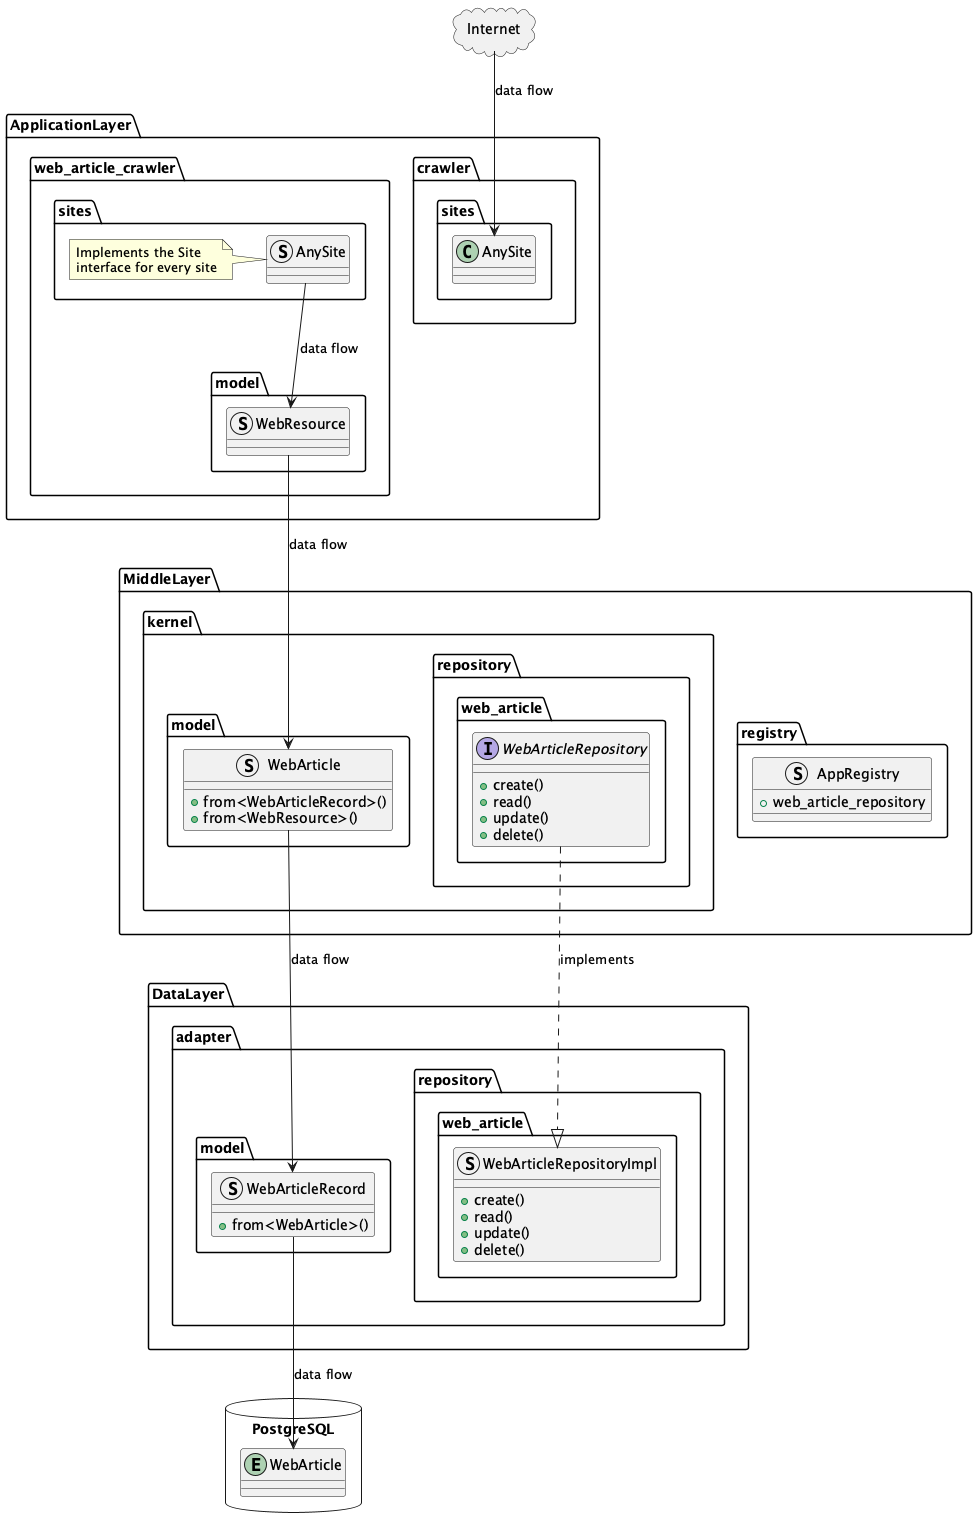 Internet
data flow
ApplicationLayer
web_article_crawler
crawler
sites
sites
Implements the Site
interface for every site
S AnySite
C AnySite
data flow
model
S WebResource
data flow
MiddleLayer
kernel
repository
web_article
model
registry
S WebArticle
from<WebArticleRecord>()
from<WebResource>()
I WebArticleRepository
create()
read()
update()
delete()
S AppRegistry
web_article_repository
data flow
implements
DataLayer
adapter
repository
web_article
model
S WebArticleRecord
from<WebArticle>()
S WebArticleRepositoryImpl
create()
read()
update()
delete()
data flow
PostgreSQL
E WebArticle